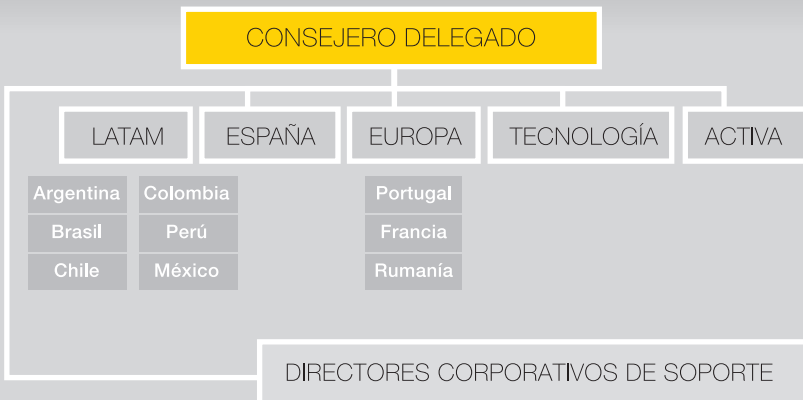 CONSEJERO DELEGADO
LATAM
ESPAÑA
EUROPA
TECNOLOGÍA
ACTIVA
Argentina
Colombia
Portugal
Brasil
Perú
Francia
Chile
México
Rumanía
DIRECTORES CORPORATIVOS DE SOPORTE